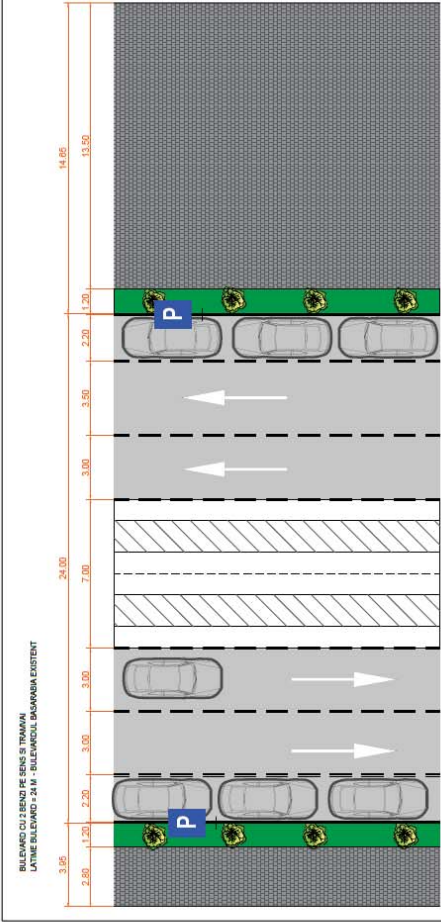 BULEVARD CU 2 BENZI PE SENS SI TRAMVAI
LATIME BULEVARD = 24 M - BULEVARDUL BASARABIA EXISTENT
3.95 24.00 14.65
2.80 1.20 2.20 3.00 3.00 7.00 3.00 3.50 2.20 1.20 13.50
P
P